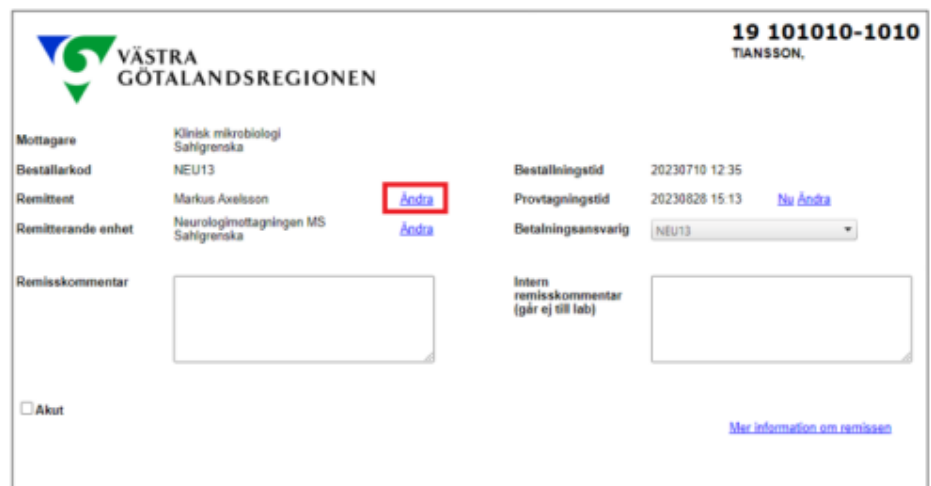 VÄSTRA
GÖTALANDSREGIONEN
19 101010-1010
TIANSSON,
Mottagare Klinisk mikrobiologi
Sahlgrenska
Beställarkod NEU13 Beställningstid 20230710 12:35
Remittent Markus Axelsson Ändra Provtagningstid 20230828 15:13 Nu Ändra
Remitterande enhet Neurologimottagningen MS
Sahlgrenska Ändra Betalningsansvarig NEU13
Remisskommentar Intern
remisskommentar
(går ej till lab)
Akut
Mer information om remissen